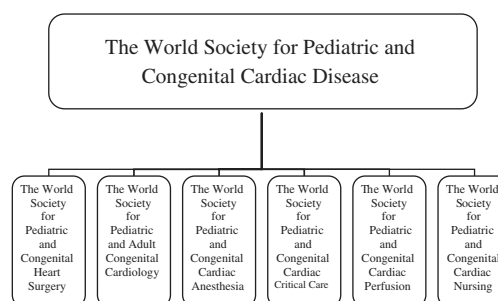 The World Society for Pediatric and
Congenital Cardiac Disease
The World
Society
for
Pediatric
and
Congenital
Heart
Surgery
The World
Society
for
Pediatric
and Adult
Congenital
Cardiology
The World
Society
for
Pediatric
and
Congenital
Cardiac
Anesthesia
The World
Society
for
Pediatric
and
Congenital
Cardiac
Critical Care
The World
Society
for
Pediatric
and
Congenital
Cardiac
Perfusion
The World
Society
for
Pediatric
and
Congenital
Cardiac
Nursing